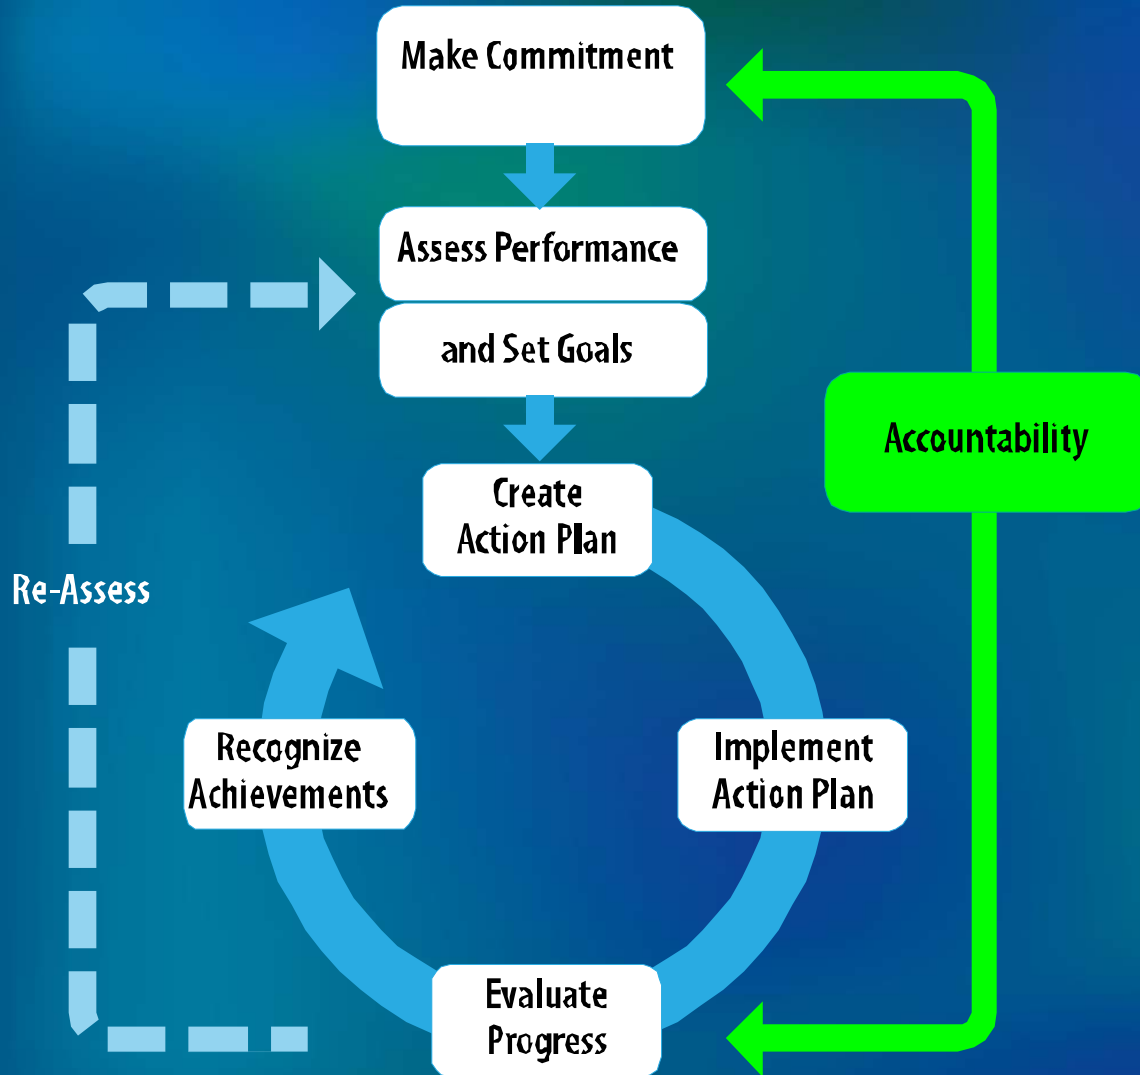 Make Commitment
Assess Performance
and Set Goals
Accountability
Create
Action Plan
Re-Assess
Recognize
Achievements
Implement
Action Plan
Evaluate
Progress